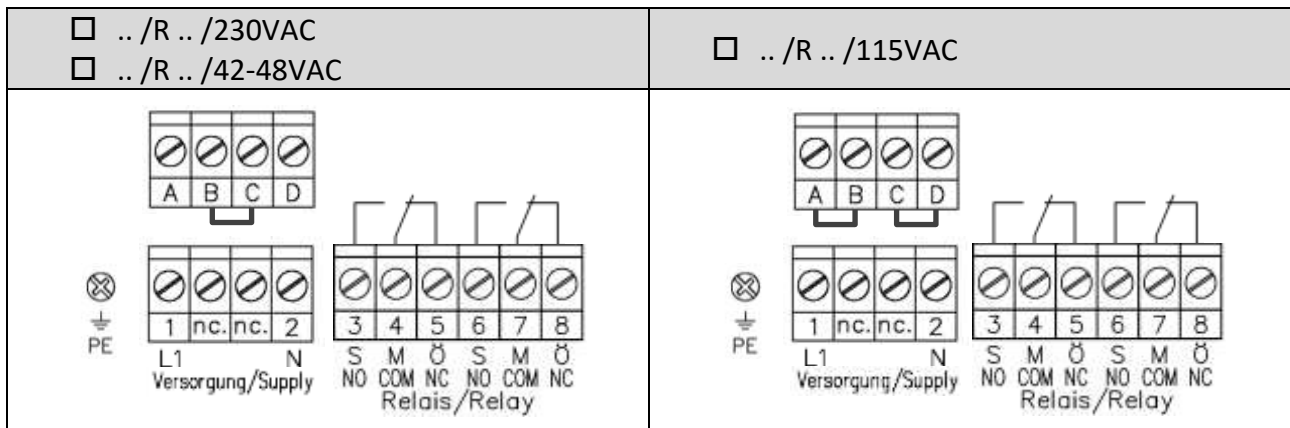 ☐ .. /R .. /230VAC
☐ .. /R .. /42-48VAC
☐ .. /R .. /115VAC
A B C D
1 nc. nc. 2
3 4 5 6 7 8
PE
L1 N
S M Ö S M Ö
NO COM NC NO COM NC
Versorgung/Supply
Relais/Relay
A B C D
1 nc. nc. 2
3 4 5 6 7 8
PE
L1 N
S M Ö S M Ö
NO COM NC NO COM NC
Versorgung/Supply
Relais/Relay